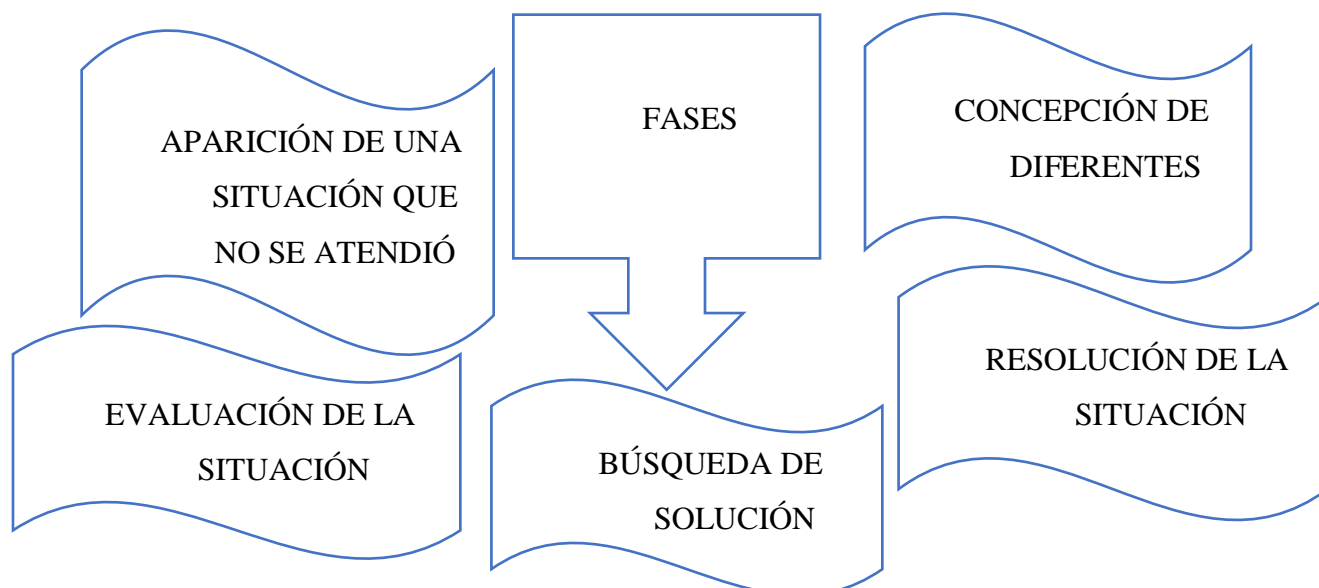 FASES
APARICIÓN DE UNA
SITUACIÓN QUE
NO SE ATENDIÓ
CONCEPCIÓN DE
DIFERENTES
EVALUACIÓN DE LA
SITUACIÓN
BÚSQUEDA DE
SOLUCIÓN
RESOLUCIÓN DE LA
SITUACIÓN